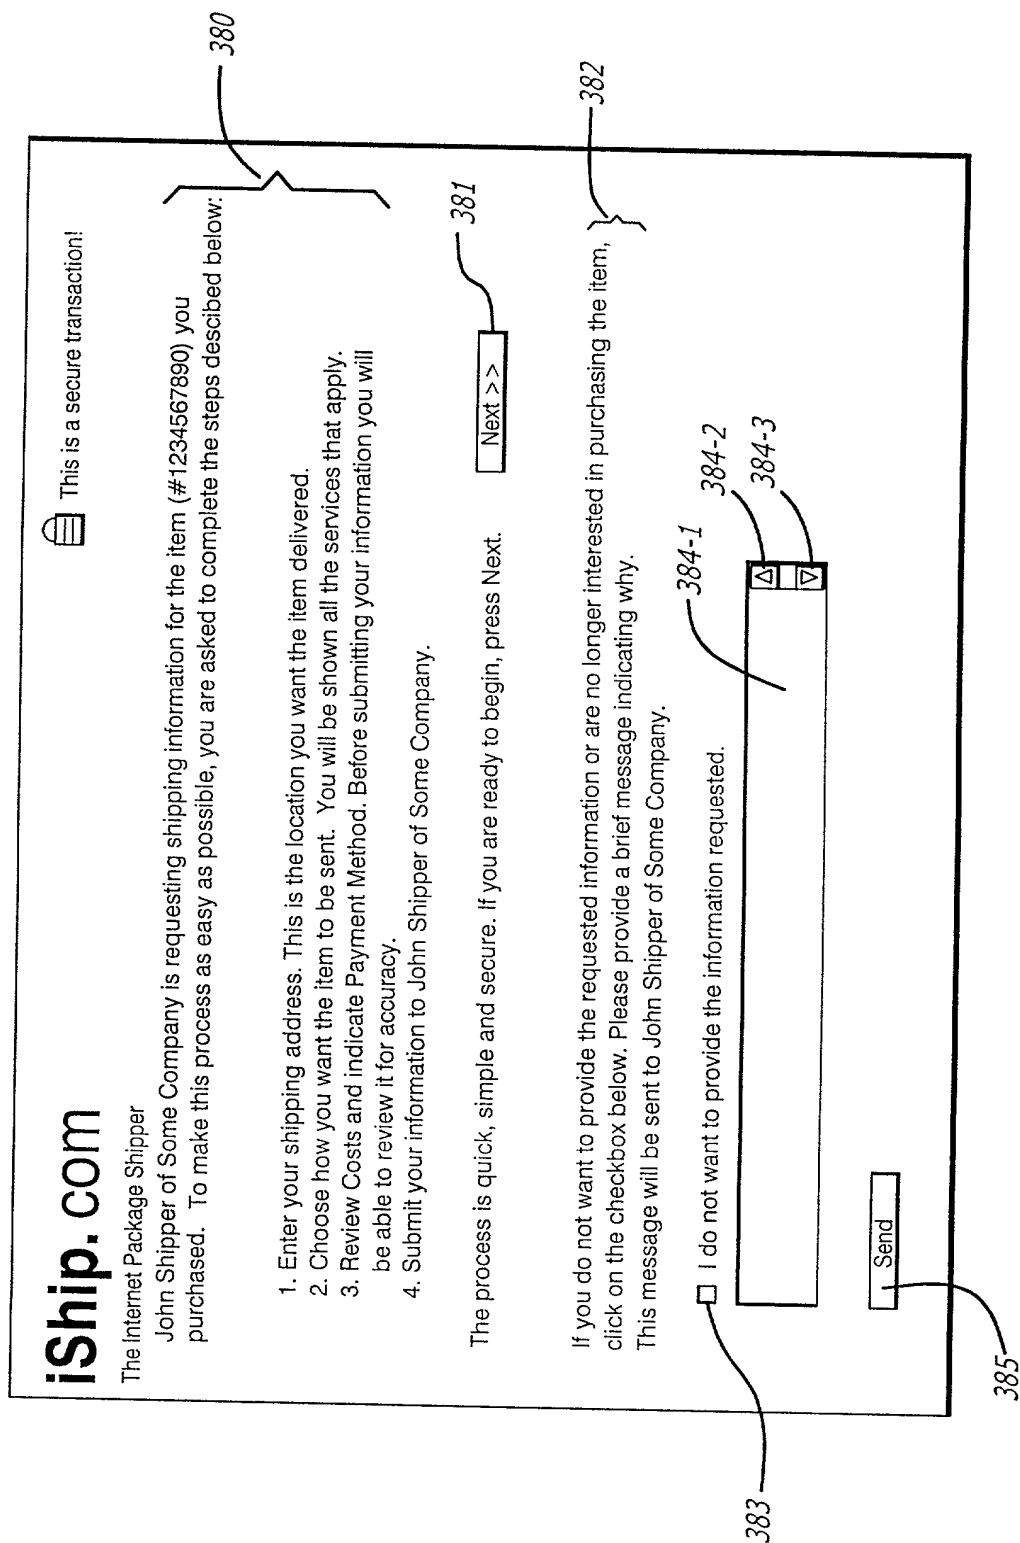 380
This is a secure transaction!
iShip.com
The Internet Package Shipper
John Shipper of Some Company is requesting shipping information for the item (#1234567890) you
purchased. To make this process as easy as possible, you are asked to complete the steps descibed below:
1. Enter your shipping address. This is the location you want the item delivered.
2. Choose how you want the item to be sent. You will be shown all the services that apply.
3. Review Costs and indicate Payment Method. Before submitting your information you will
be able to review it for accuracy.
4. Submit your information to John Shipper of Some Company.
381
The process is quick, simple and secure. If you are ready to begin, press Next.
Next >>
382
If you do not want to provide the requested information or are no longer interested in purchasing the item,
click on the checkbox below. Please provide a brief message indicating why.
This message will be sent to John Shipper of Some Company.
384-1
384-2
384-3
383
I do not want to provide the information requested.
Send
385